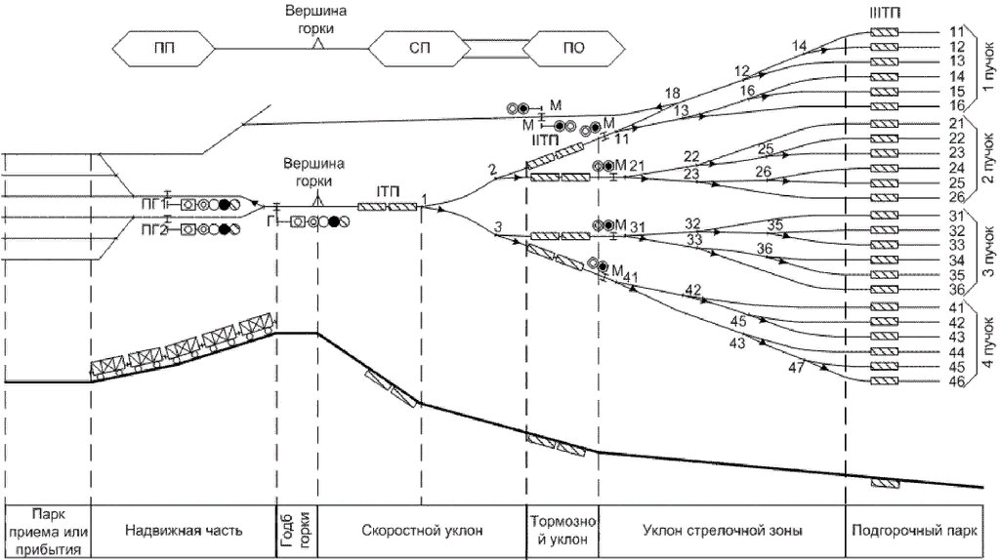 Вершина
горки
ПП
СП
ПО
IIIТП
11
12
13
14
15
16
1 пучок
14
12
16
18
13
М
М
М
11
IIТП
21
22
23
24
25
26
2 пучок
М
21
22
25
23
26
2
Вершина
горки
IТП
1
ПГ1
ПГ2
Г
3
М
31
32
35
33
36
31
32
33
34
35
36
3 пучок
М
41
42
45
43
47
41
42
43
44
45
46
4 пучок
Парк
приема или
прибытия
Надвижная часть
Годб
горки
Скоростной уклон
Тормозно
й уклон
Уклон стрелочной зоны
Подгорочный парк